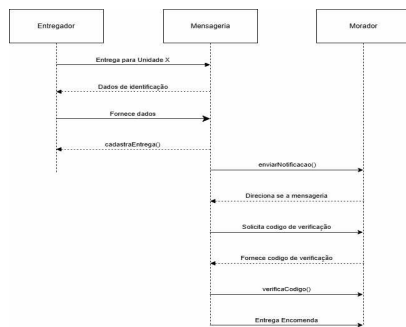 Entregador
Mensageria
Morador
Entrega para Unidade X
Dados de identificação
Fornece dados
cadastraEntrega()
enviarNotificacao()
Direciona se a mensageria
Solicita codigo de verificação
Fornece codigo de verificação
verificaCodigo()
Entrega Encomenda